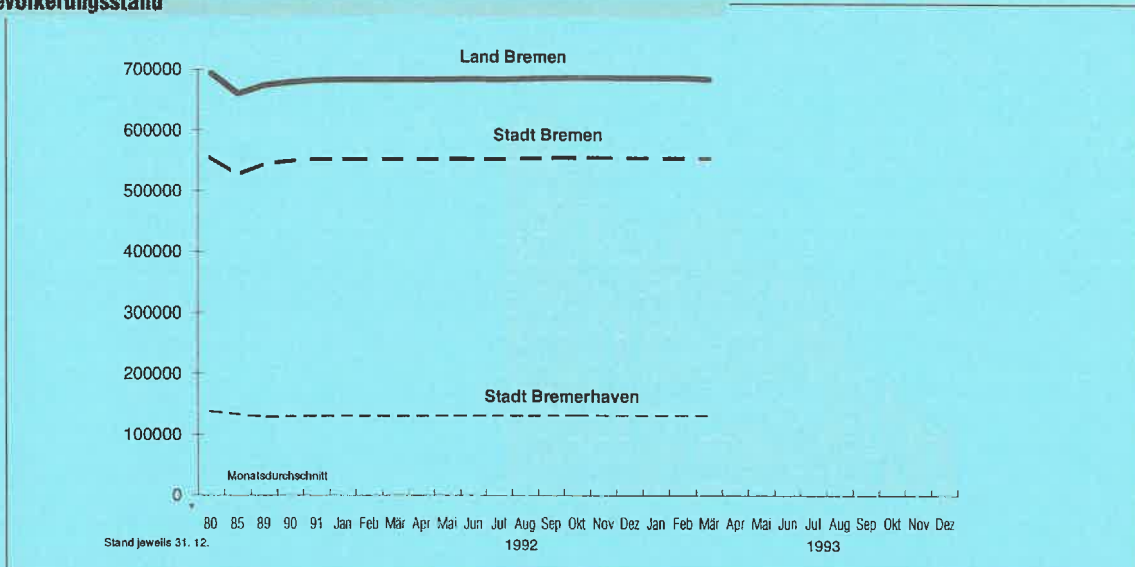 Land Bremen
700000
600000
Stadt Bremen
500000
400000
300000
200000
Stadt Bremerhaven
100000
Monatsdurchschnitt
0
80 85 89 90 91 Jan Feb Mär Apr Mai Jun Jul Aug Sep Okt Nov Dez Jan Feb Mär Apr Mai Jun Jul Aug Sep Okt Nov Dez
Stand jeweils 31. 12.
1992 1993